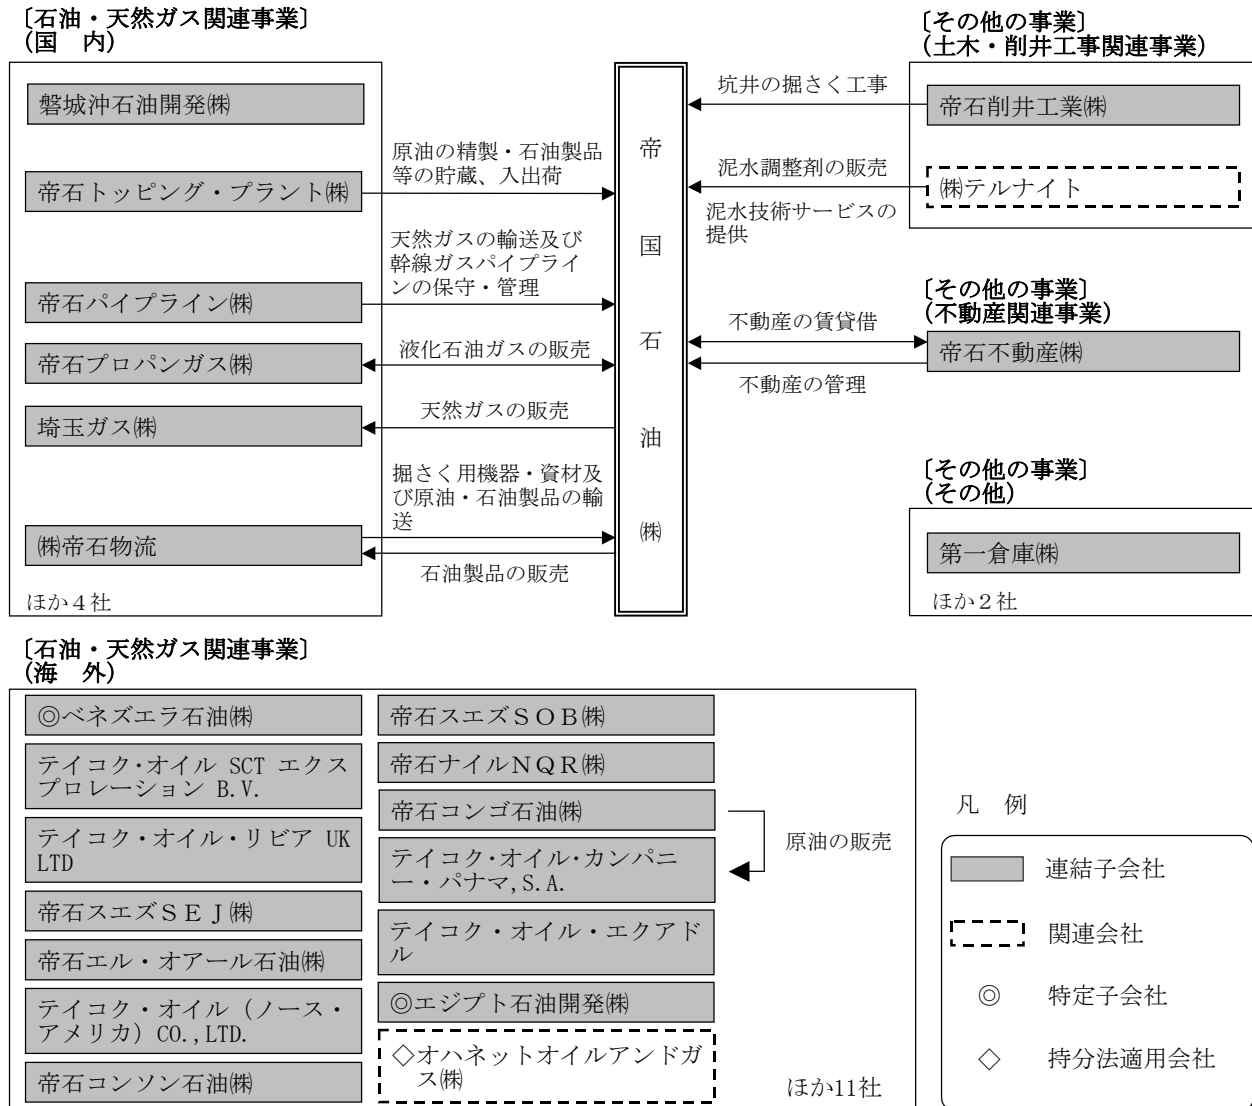 〔石油・天然ガス関連事業〕
(国　内)
磐城沖石油開発㈱
帝石トッピング・プラント㈱
帝石パイプライン㈱
帝石プロパンガス㈱
埼玉ガス㈱
㈱帝石物流
ほか４社
原油の精製・石油製品
等の貯蔵、入出荷
天然ガスの輸送及び
幹線ガスパイプライ
ンの保守・管理
液化石油ガスの販売
天然ガスの販売
掘さく用機器・資材及
び原油・石油製品の輸
送
石油製品の販売
帝
国
石
油
㈱
坑井の掘さく工事
泥水調整剤の販売
泥水技術サービスの
提供
不動産の賃貸借
不動産の管理
〔その他の事業〕
(土木・削井工事関連事業)
帝石削井工業㈱
㈱テルナイト
〔その他の事業〕
(不動産関連事業)
帝石不動産㈱
〔その他の事業〕
(その他)
第一倉庫㈱
ほか２社
〔石油・天然ガス関連事業〕
(海　外)
◎ベネズエラ石油㈱
テイコク･オイル SCT エクス
プロレーション B.V.
テイコク・オイル・リビア UK
LTD
帝石スエズＳＥＪ㈱
帝石エル・オアール石油㈱
テイコク・オイル（ノース・
アメリカ）CO.,LTD.
帝石コンソン石油㈱
帝石スエズＳＯＢ㈱
帝石ナイルＮＱＲ㈱
帝石コンゴ石油㈱
テイコク･オイル･カンパニ
ー・パナマ,S.A.
テイコク・オイル・エクアド
ル
◎エジプト石油開発㈱
◇オハネットオイルアンドガ
ス㈱
原油の販売
ほか11社
凡　例
連結子会社
関連会社
◎　特定子会社
◇　持分法適用会社